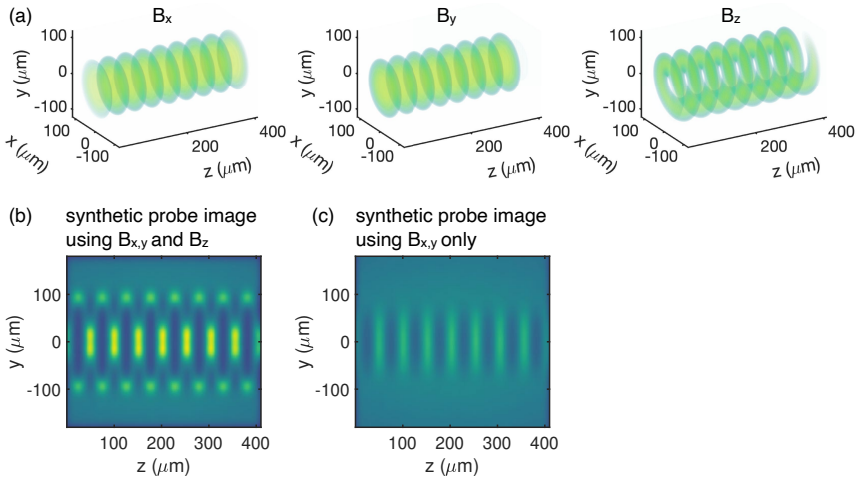 (a)
Bx
By
Bz
y (μm)
100
0
-100
x (μm)
100
0
-100
z (μm)
200
400
y (μm)
100
0
-100
x (μm)
100
0
-100
z (μm)
200
400
y (μm)
100
0
-100
x (μm)
100
0
-100
z (μm)
200
400
(b) synthetic probe image
using Bx,y and Bz
(c) synthetic probe image
using Bx,y only
y (μm)
100
0
-100
100 200 300 400
z (μm)
y (μm)
100
0
-100
100 200 300 400
z (μm)